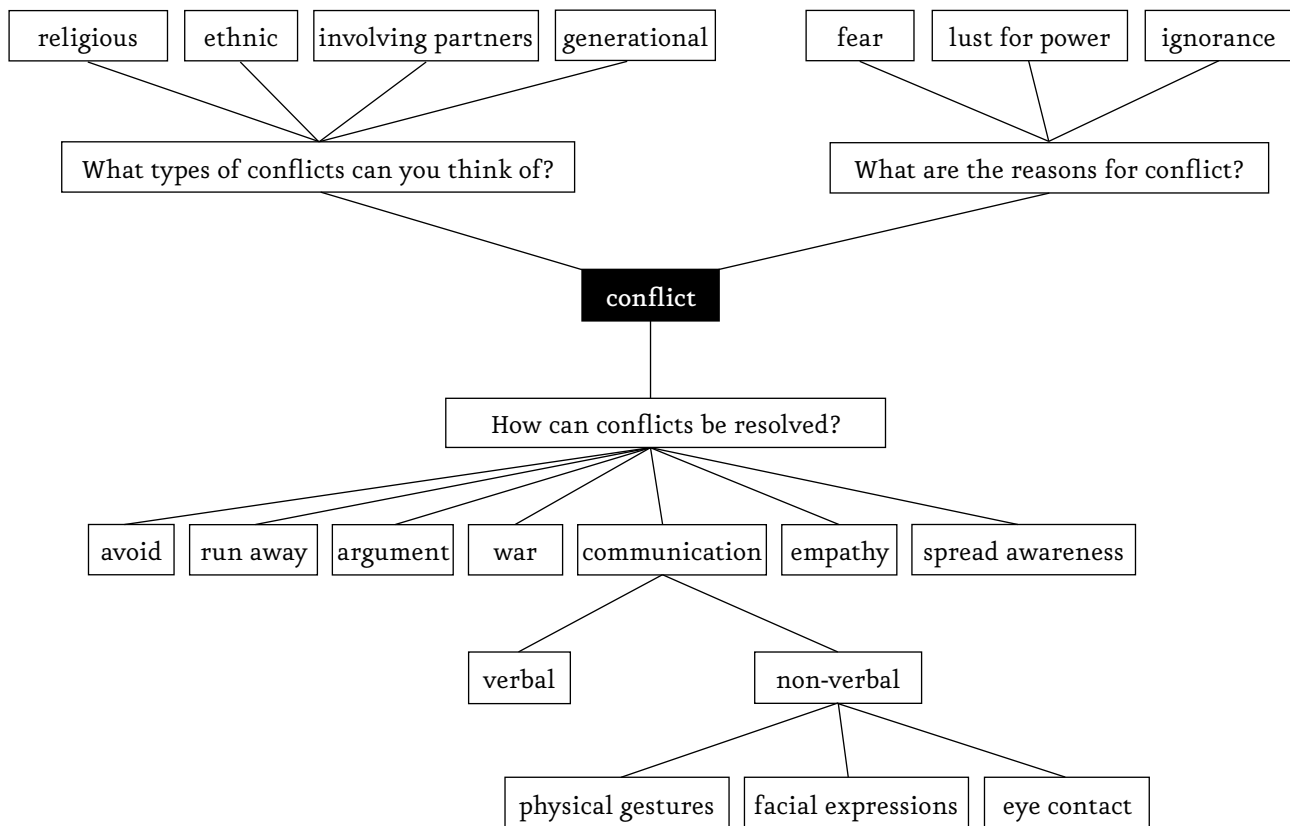 religious
ethnic
involving partners
generational
fear
lust for power
ignorance
What types of conflicts can you think of?
What are the reasons for conflict?
conflict
How can conflicts be resolved?
avoid
run away
argument
war
communication
empathy
spread awareness
verbal
non-verbal
physical gestures
facial expressions
eye contact